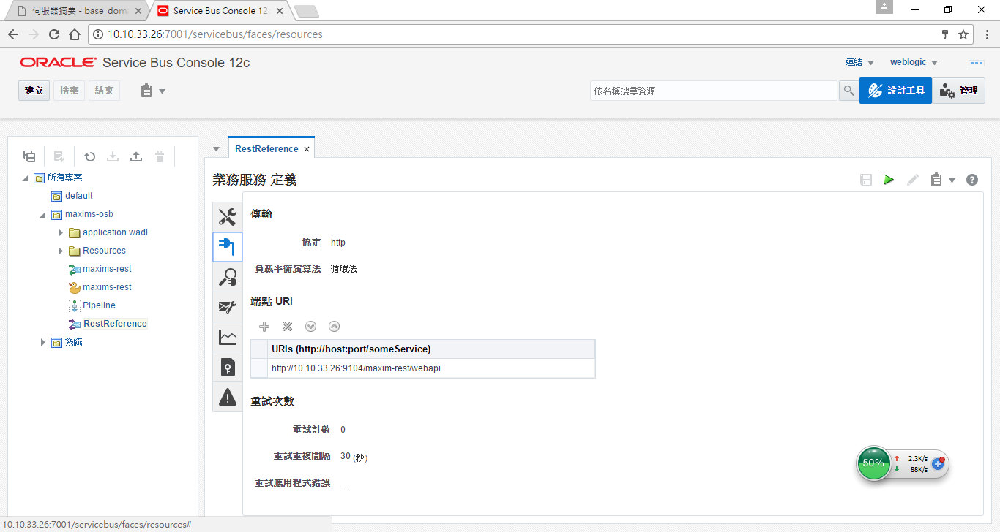 伺服器摘要 - base_dom
Service Bus Console 12
10.10.33.26:7001/servicebus/faces/resources
ORACLE Service Bus Console 12c
連結
weblogic
建立
捨棄
結束
依名稱搜尋資源
設計工具
管理
所有專案
default
maxims-osb
application.wadl
Resources
maxims-rest
maxims-rest
Pipeline
RestReference
系統
RestReference
業務服務 定義
傳輸
協定 http
負載平衡演算法 循環法
端點 URI
URIs (http://host:port/someService)
http://10.10.33.26:9104/maxim-rest/webapi
重試次數
重試計數 0
重試重複間隔 30 (秒)
重試應用程式錯誤 __
50%
2.3K/s
88K/s
10.10.33.26:7001/servicebus/faces/resources#